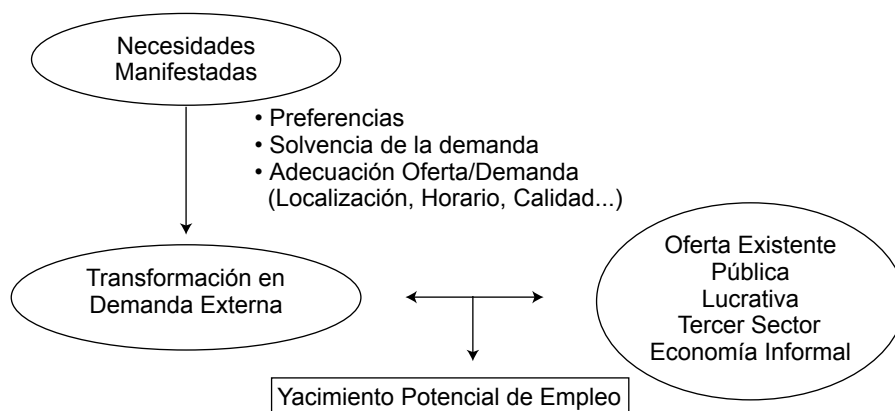 Necesidades
Manifestadas
• Preferencias
• Solvencia de la demanda
• Adecuación Oferta/Demanda
(Localización, Horario, Calidad...)
Transformación en
Demanda Externa
Oferta Existente
Pública
Lucrativa
Tercer Sector
Economía Informal
Yacimiento Potencial de Empleo